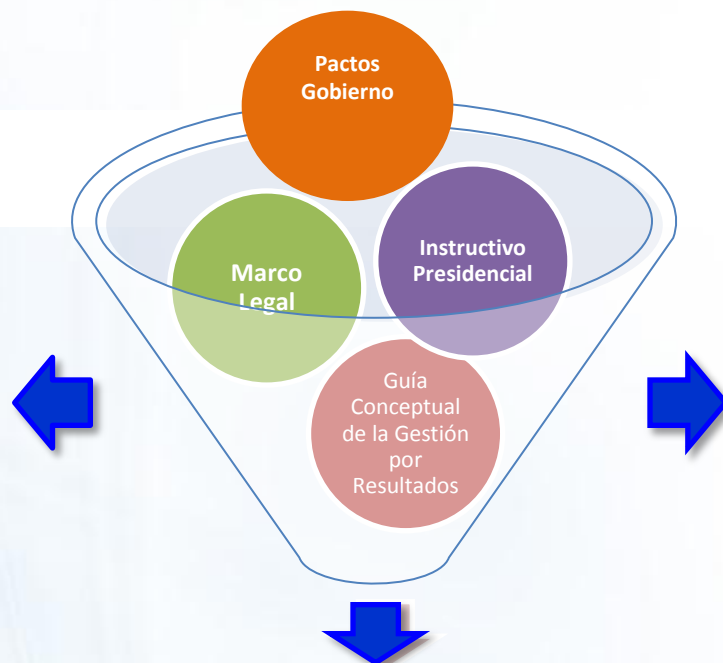 Pactos
Gobierno
Marco
Legal
Instructivo
Presidencial
Guía
Conceptual
de la Gestión
por
Resultados